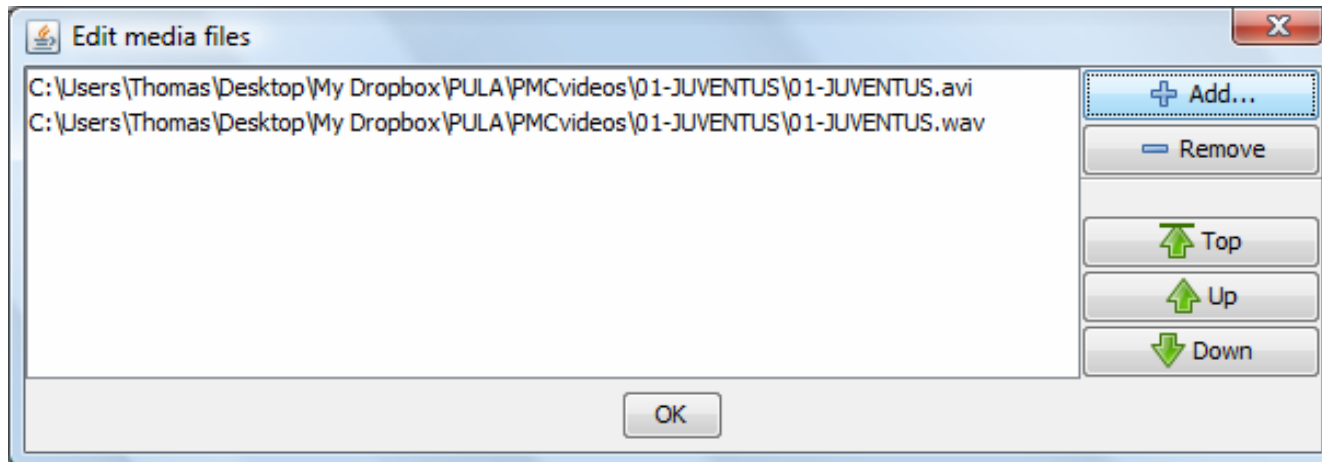 Edit media files
C:\Users\Thomas\Desktop\My Dropbox\PULA\PMCvideos\01-JUVENTUS\01-JUVENTUS.avi
C:\Users\Thomas\Desktop\My Dropbox\PULA\PMCvideos\01-JUVENTUS\01-JUVENTUS.wav
Add...
Remove
Top
Up
Down
OK